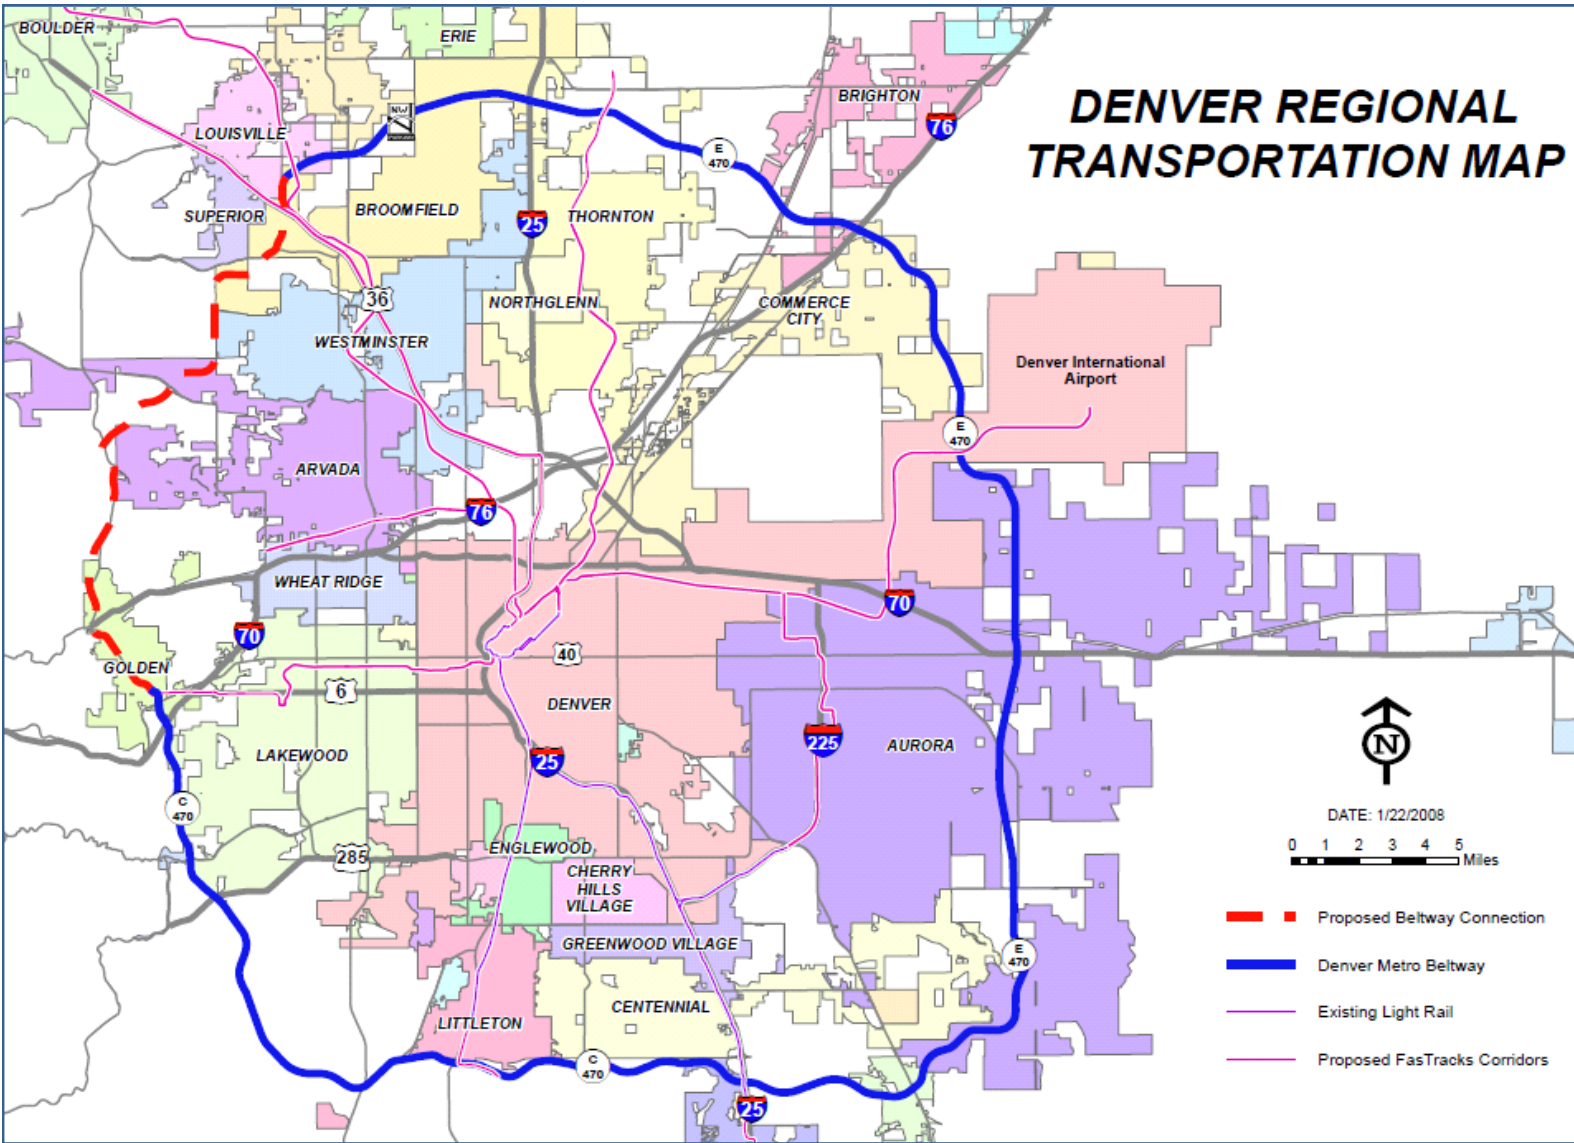 BOULDER
ERIE
DENVER REGIONAL
TRANSPORTATION MAP
BRIGHTON
76
NW
LOUISVILLE
E
470
SUPERIOR
BROOMFIELD
25
THORNTON
36
NORTHGLENN
COMMERCE
CITY
WESTMINSTER
Denver International
Airport
E
470
ARVADA
76
WHEAT RIDGE
70
70
GOLDEN
40
6
DENVER
225
AURORA
LAKEWOOD
25
N
C
470
DATE: 1/22/2008
0 1 2 3 4 5
Miles
285
ENGLEWOOD
CHERRY
HILLS
VILLAGE
GREENWOOD VILLAGE
E
470
CENTENNIAL
LITTLETON
C
470
25
Proposed Beltway Connection
Denver Metro Beltway
Existing Light Rail
Proposed FasTracks Corridors